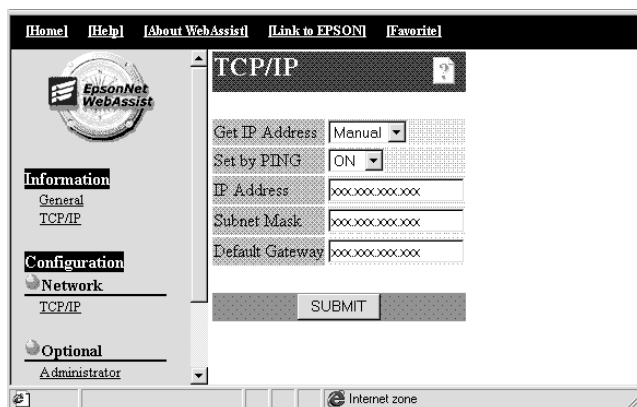 [Home] [Help] [About WebAssist] [Link to EPSON] [Favorite]
EpsonNet
WebAssist
Information
General
TCP/IP
Configuration
Network
TCP/IP
Optional
Administrator
TCP/IP
?
Get IP Address Manual
Set by PING ON
IP Address xxx.xxx.xxx.xxx
Subnet Mask xxx.xxx.xxx.xxx
Default Gateway xxx.xxx.xxx.xxx
SUBMIT
Internet zone